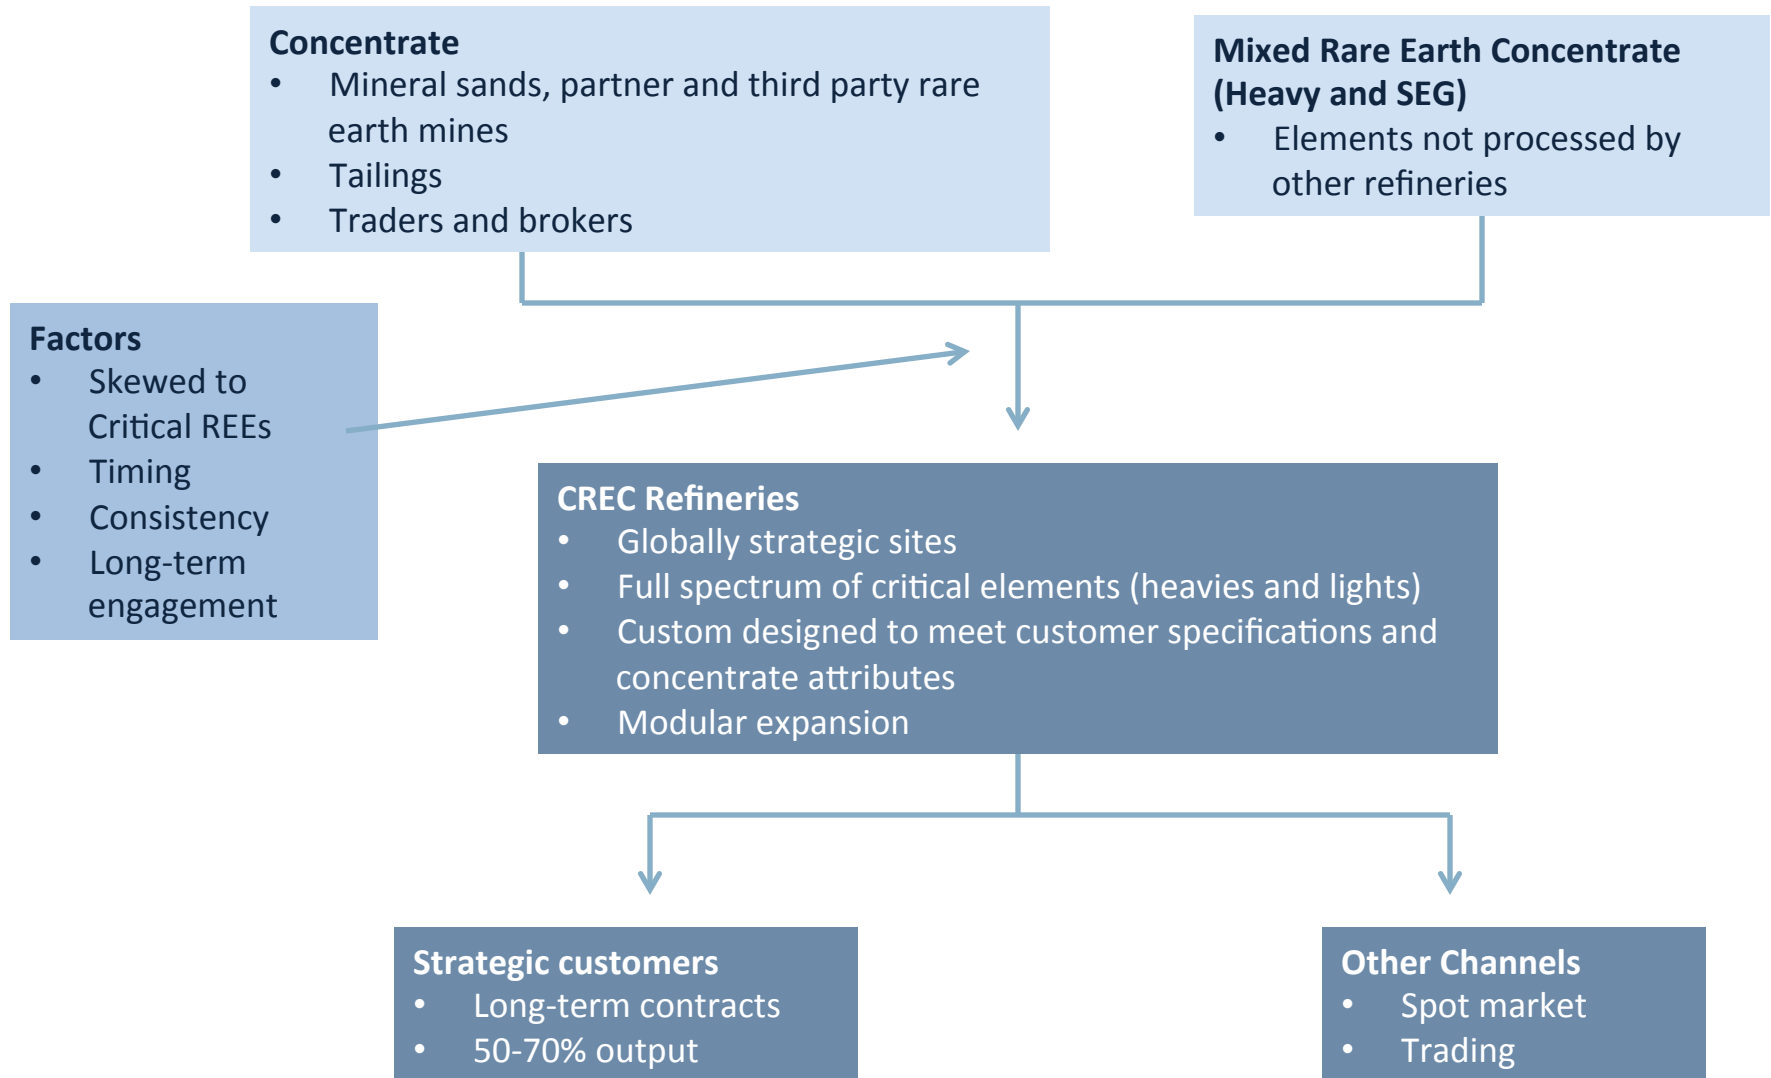 Concentrate
• Mineral sands, partner and third party rare
earth mines
• Tailings
• Traders and brokers
Mixed Rare Earth Concentrate
(Heavy and SEG)
• Elements not processed by
other refineries
Factors
• Skewed to
Critical REEs
• Timing
• Consistency
• Long-term
engagement
CREC Refineries
• Globally strategic sites
• Full spectrum of critical elements (heavies and lights)
• Custom designed to meet customer specifications and
concentrate attributes
• Modular expansion
Strategic customers
• Long-term contracts
• 50-70% output
Other Channels
• Spot market
• Trading